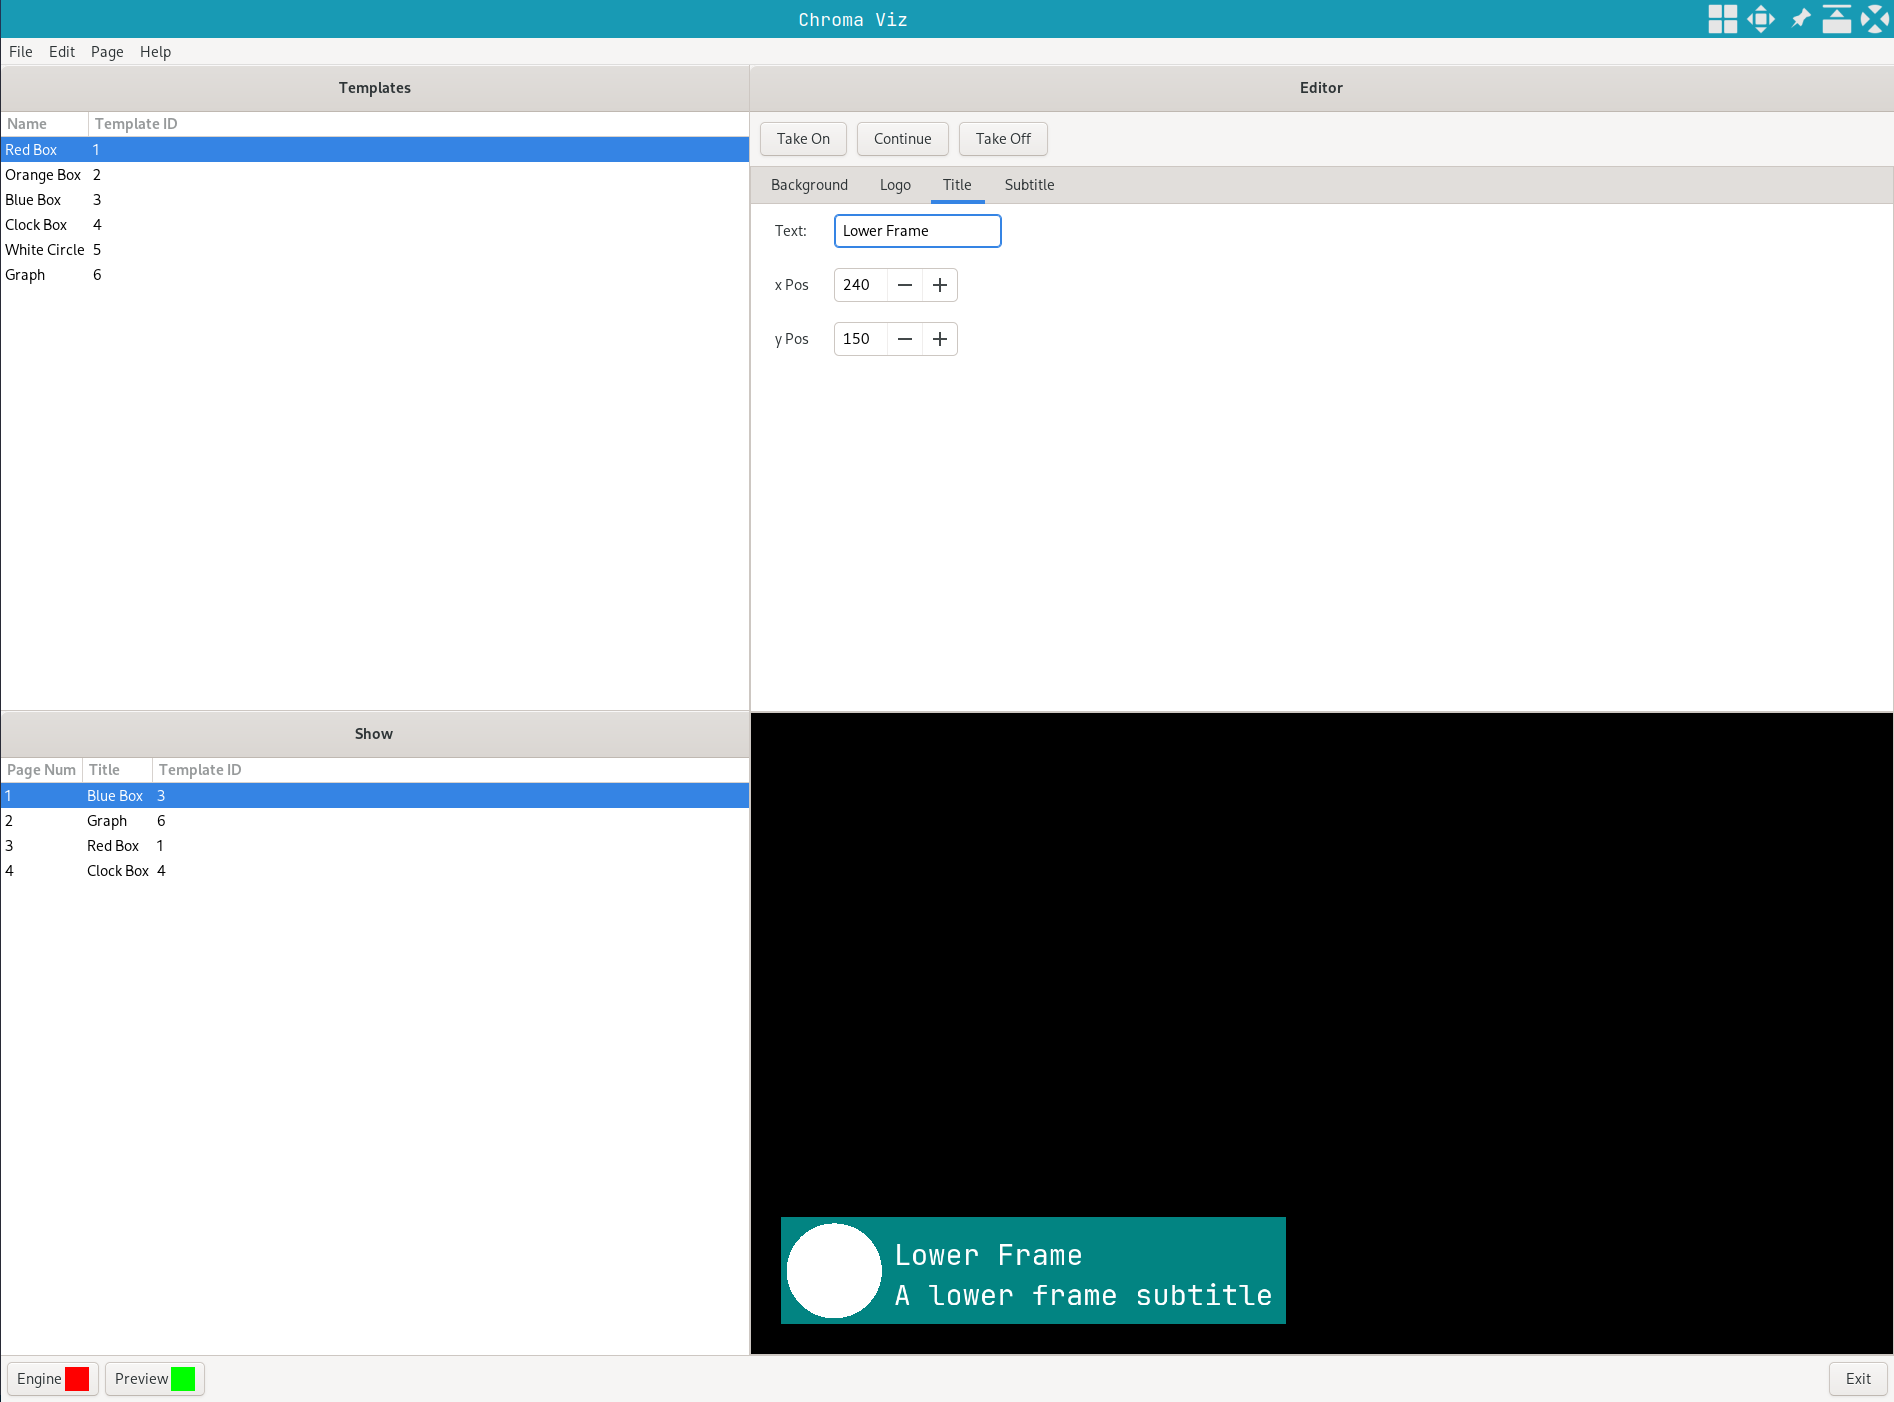 Chroma Viz
File Edit Page Help
Templates
Name Template ID
Red Box 1
Orange Box 2
Blue Box 3
Clock Box 4
White Circle 5
Graph 6
Editor
Take On Continue Take Off
Background Logo Title Subtitle
Text: Lower Frame
x Pos 240
y Pos 150
Show
Page Num Title Template ID
1 Blue Box 3
2 Graph 6
3 Red Box 1
4 Clock Box 4
Lower Frame
A lower frame subtitle
Engine Preview Exit